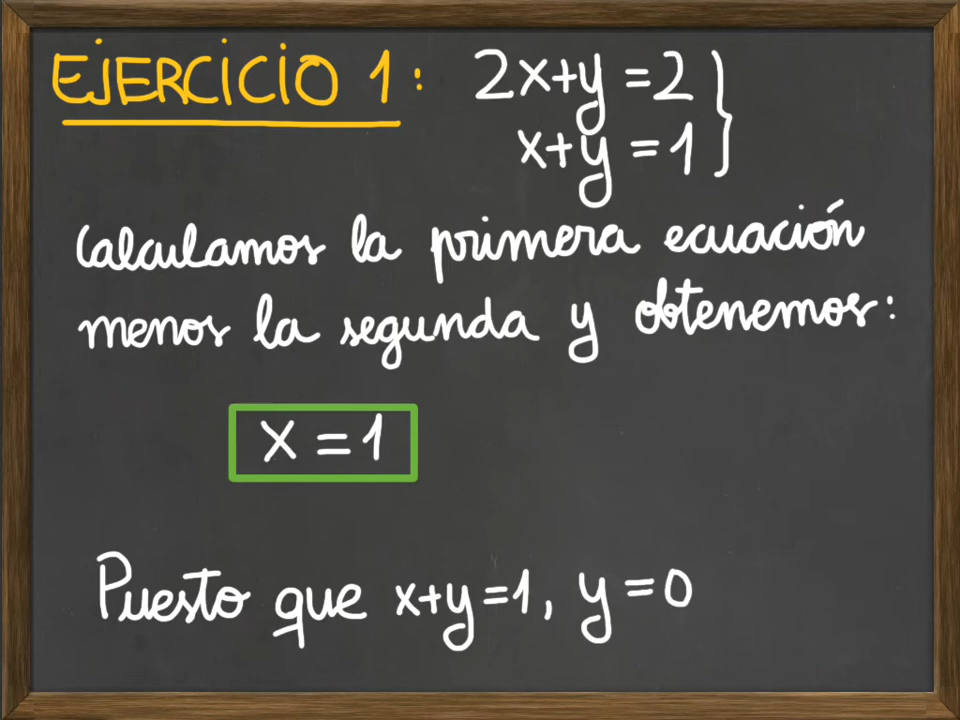 EJERCICIO 1: 2x+y=2
x+y=1
Calculamos la primera ecuación
menos la segunda y obtenemos:
x=1
Puesto que x+y=1, y=0